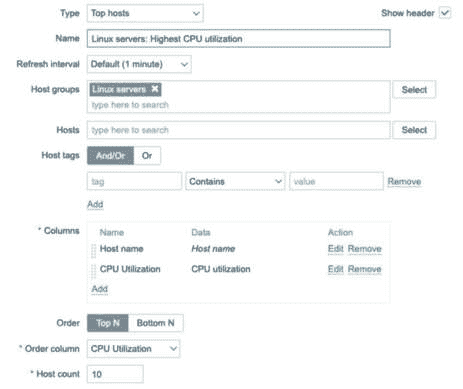 Type Top hosts Show header
Name Linux servers: Highest CPU utilization
Refresh interval Default (1 minute)
Host groups Linux servers Select
type here to search
Hosts type here to search Select
Host tags And/Or Or
tag Contains value Remove
Add
* Columns Name Data Action
Host name Host name Edit Remove
CPU Utilization CPU utilization Edit Remove
Add
Order Top N Bottom N
* Order column CPU Utilization
* Host count 10